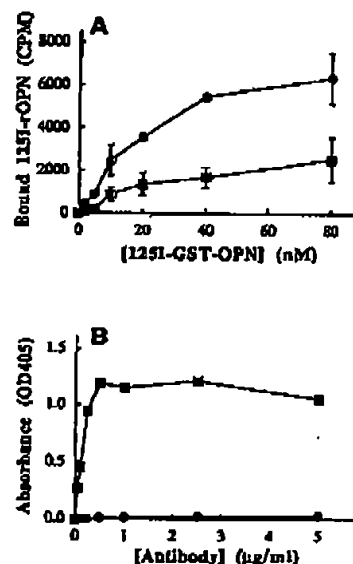 A
Bound 125I-rOPN (CPM)
8000
6000
4000
2000
0
0 20 40 60 80
[125I-GST-OPN] (nM)
B
Absorbance (OD405)
1.5
1.0
0.5
0.0
0 1 2 3 4 5
[Antibody] (µg/ml)